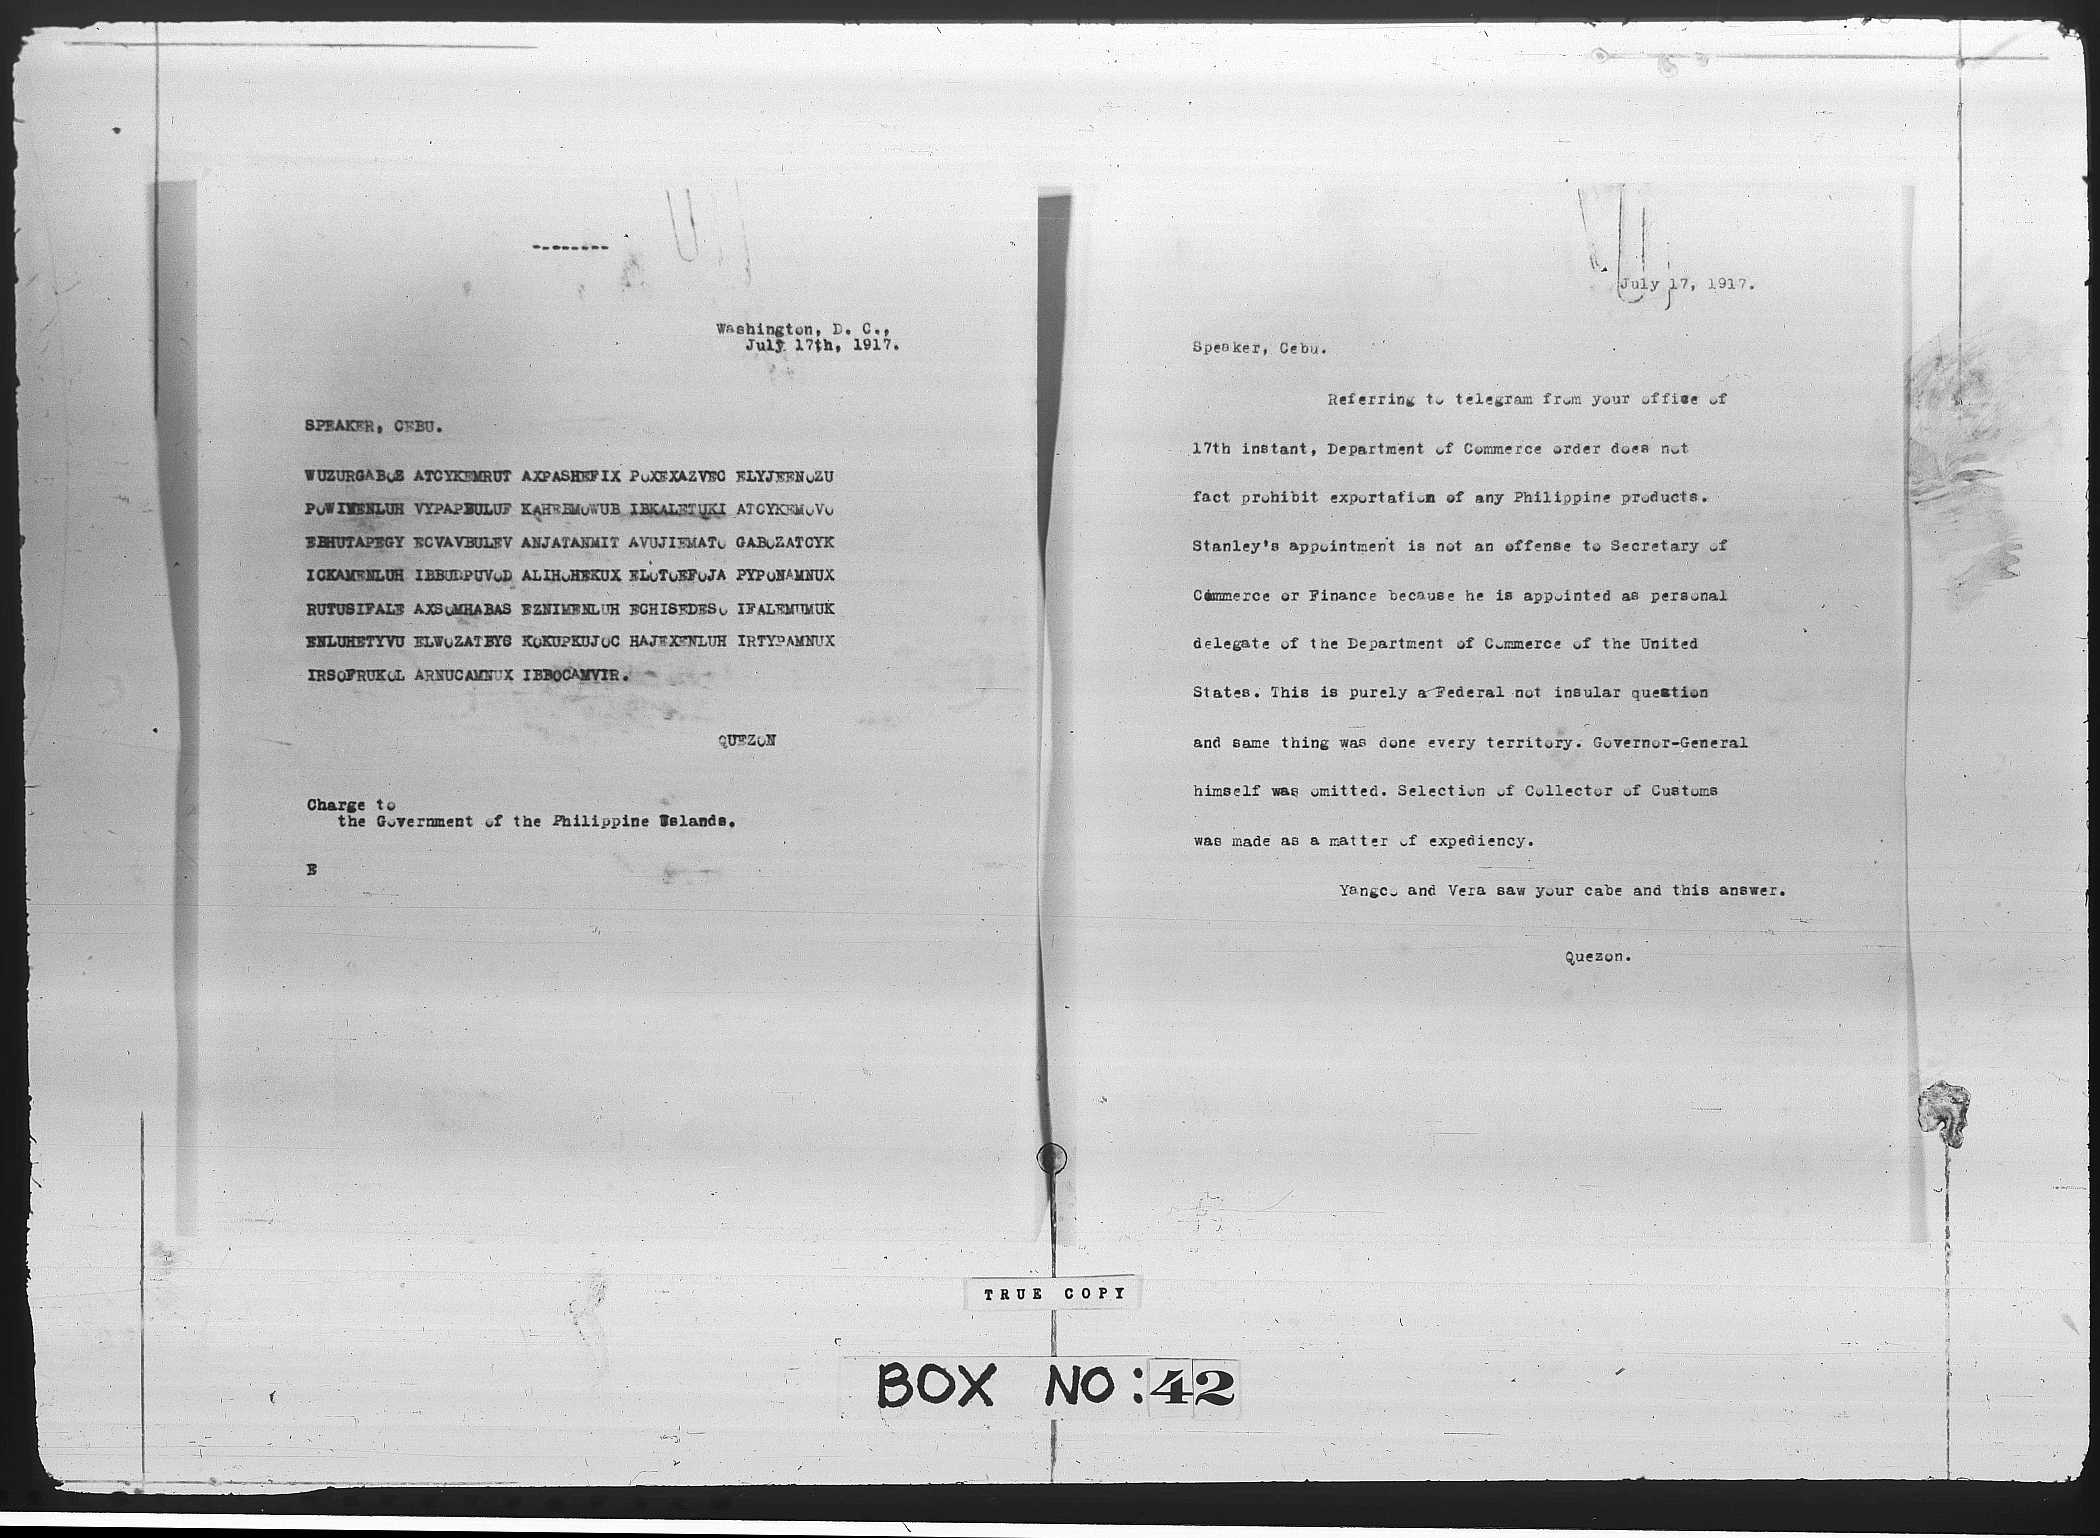 --------
Washington, D. C.,
July 17th, 1917.
SPEAKER, CEBU.
WUZURGABOZ ATCYKEMRUT AXPASHEFIX POXEXAZVEC ELYJEENOZU
POWIMENLUH VYPAPBULUF KAHEBMOWUB IBKALETUKI ATCYKEMOVO
EBHUTAPEGY ECVAVBULEV ANJATANMIT AVUJIEMATO GABOZATCYK
ICKAMENLUH IBBUDPUVOD ALIHOHEKUX ELOTOEFOJA PYPONAMNUX
RUTUSIFALE AXSOMHABAS EZNIMENLUH ECHISEDESO IFALEMUMUK
ENLUHETYVU ELWOZATBYG KOKUPKUJOC HAJEXENLUH IRTYPAMNUX
IRSOFRUKOL ARNUCAMNUX IBBOCAMVIR.
QUEZON
Charge to
the Government of the Philippine Islands.
E
July 17, 1917.
Speaker, Cebu.
Referring to telegram from your office of
17th instant, Department of Commerce order does not
fact prohibit exportation of any Philippine products.
Stanley's appointment is not an offense to Secretary of
Commerce or Finance because he is appointed as personal
delegate of the Department of Commerce of the United
States. This is purely a Federal not insular question
and same thing was done every territory. Governor-General
himself was omitted. Selection of Collector of Customs
was made as a matter of expediency.
Yangco and Vera saw your cabe and this answer.
Quezon.
TRUE COPY
BOX NO:42